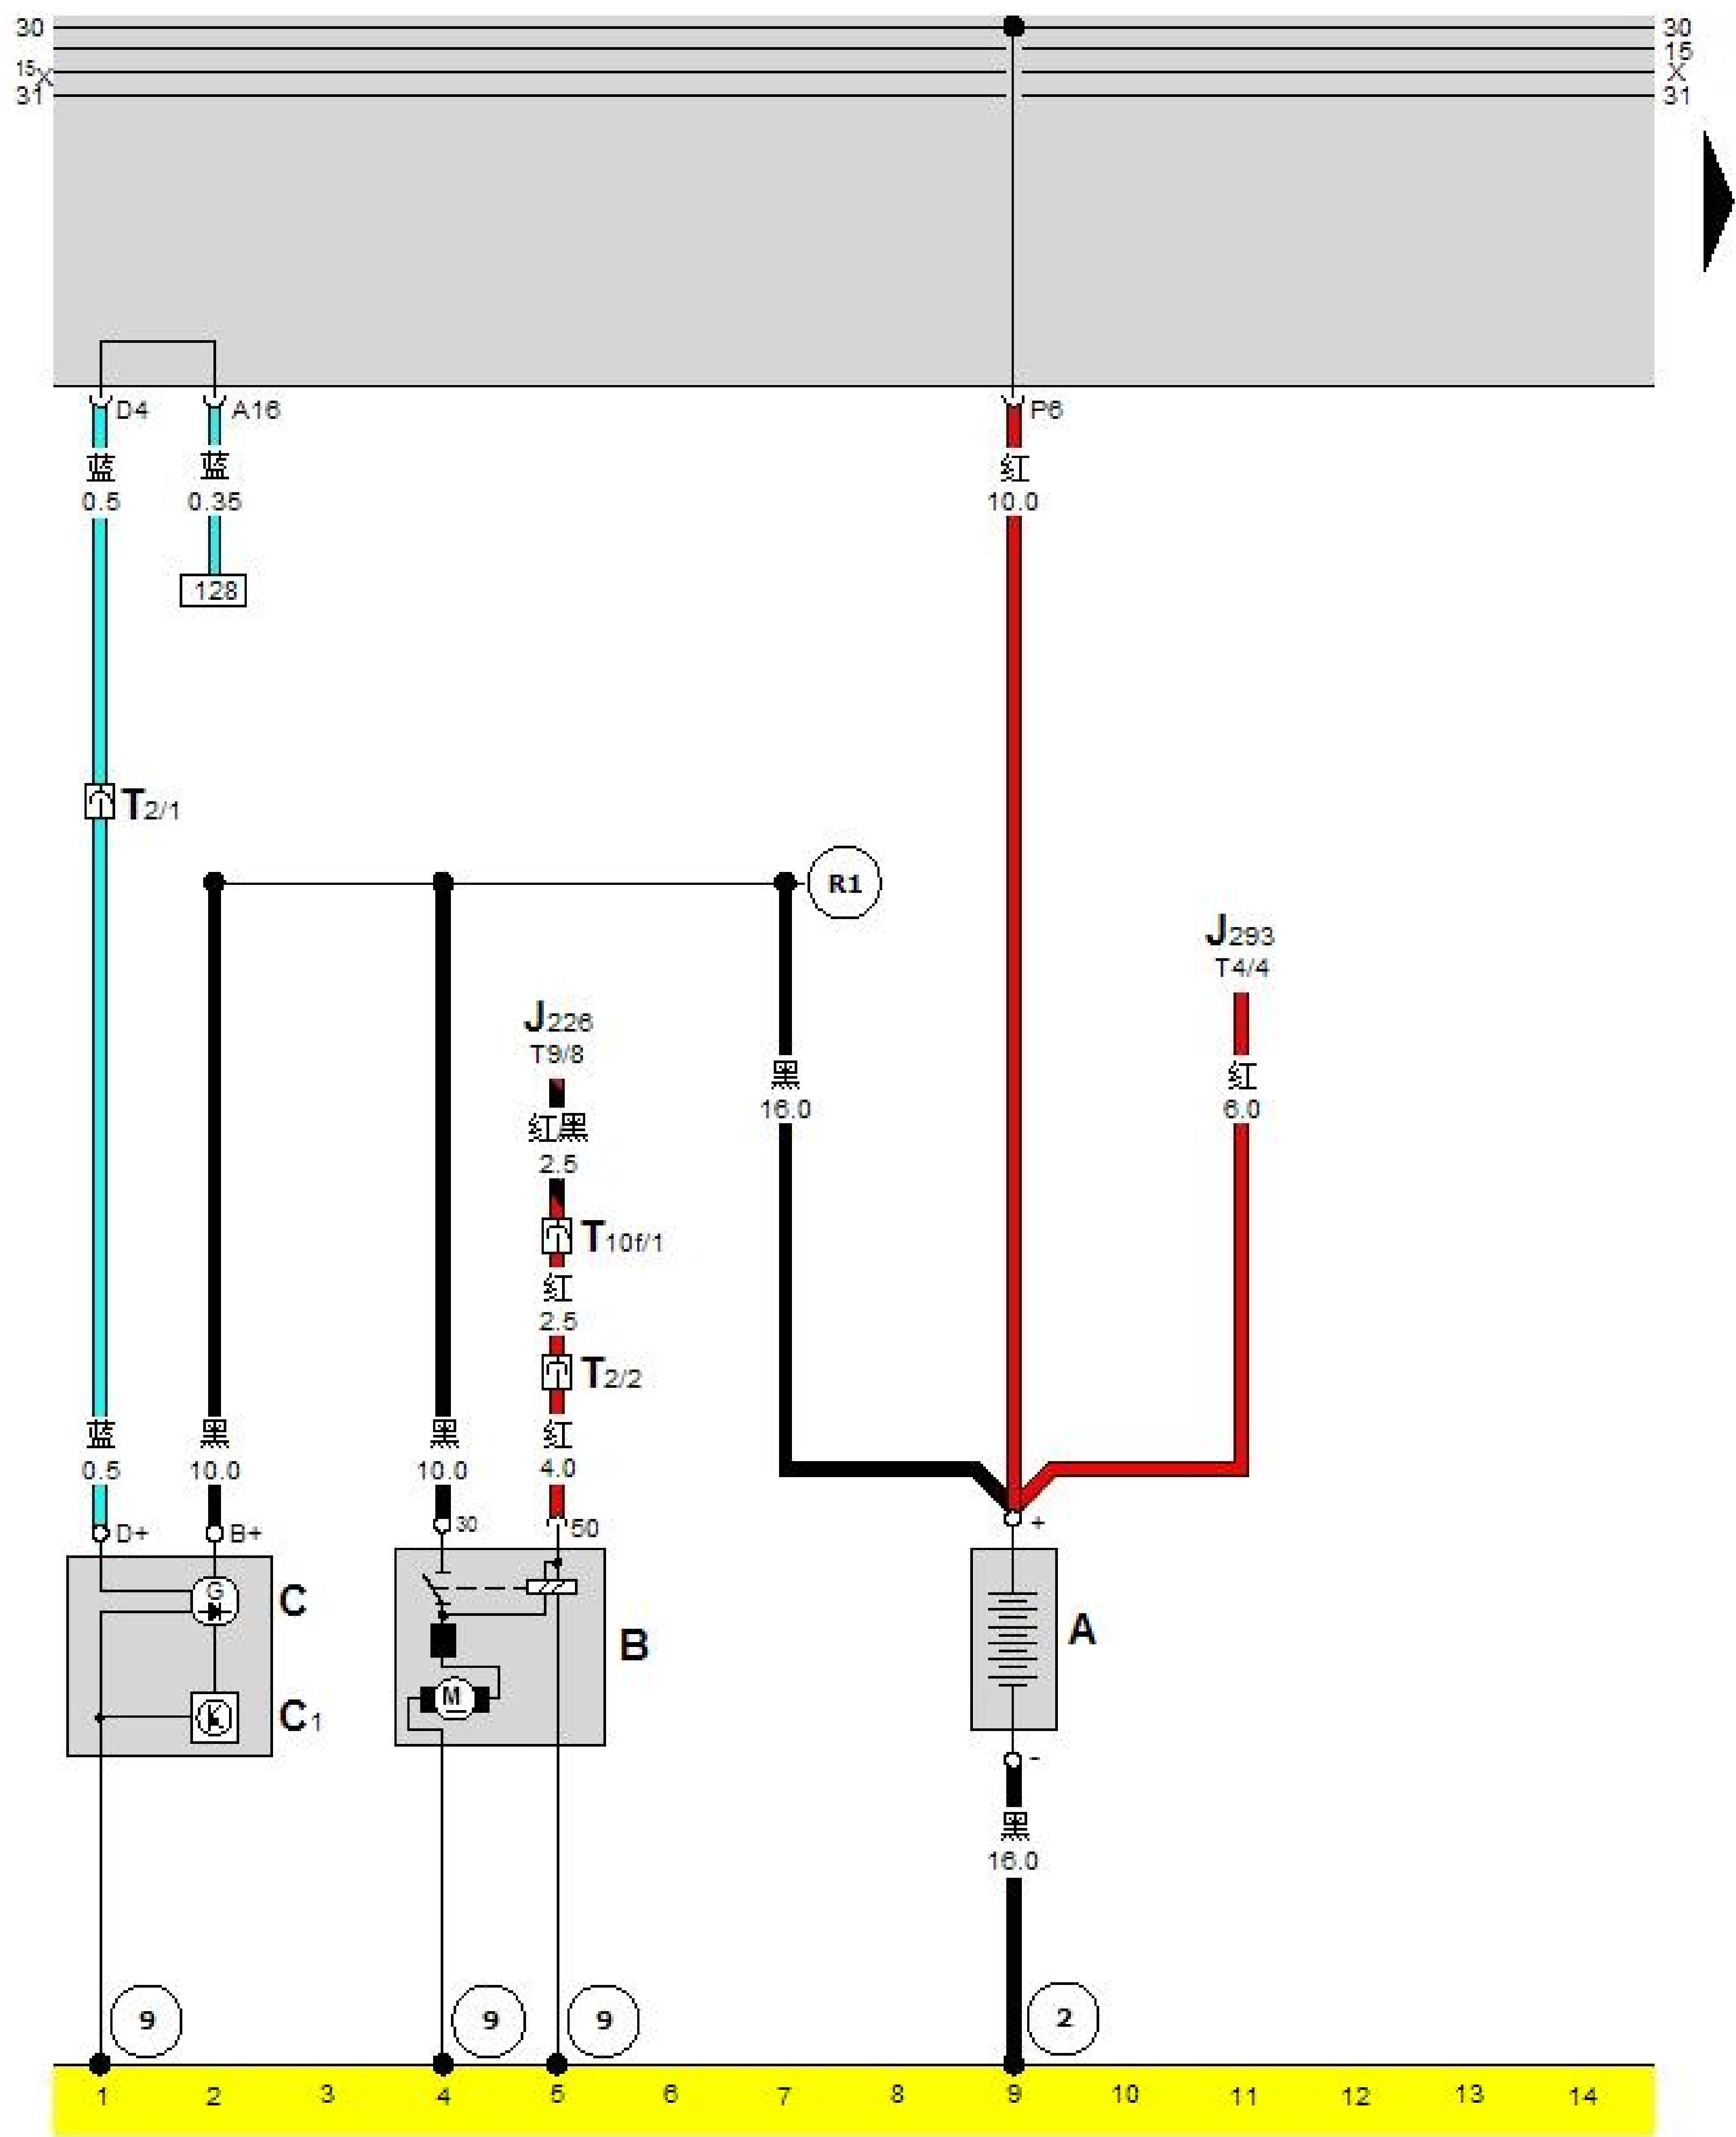 30
30
15
15
X
X
31
31
D4
A16
P6
蓝
蓝
红
0.5
0.35
10.0
128
T2/1
R1
J293
T4/4
J226
T9/8
黑
红
16.0
6.0
红/黑
2.5
T10f/1
红
2.5
T2/2
蓝
黑
黑
红
0.5
10.0
10.0
4.0
D+
B+
30
50
+
G
C
M
B
A
C1
-
黑
16.0
9
9
9
2
1 2 3 4 5 6 7 8 9 10 11 12 13 14